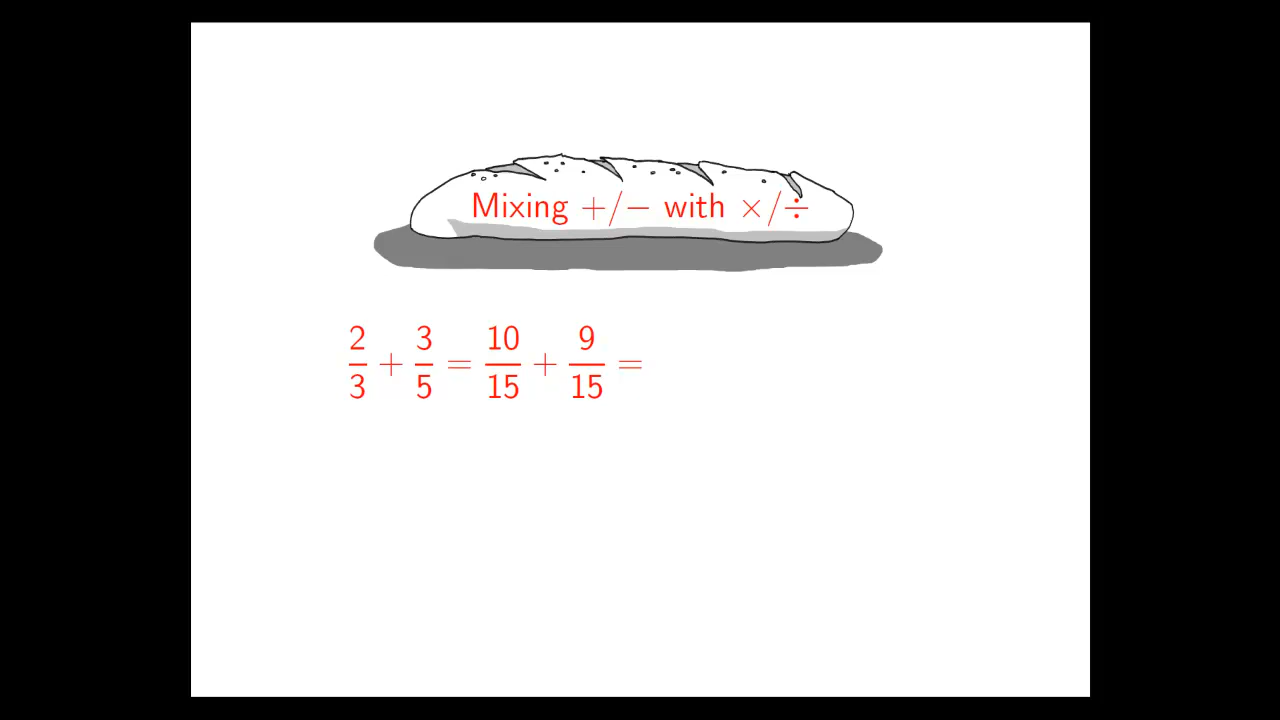 Mixing +/− with ×/÷
2/3 + 3/5 = 10/15 + 9/15 =